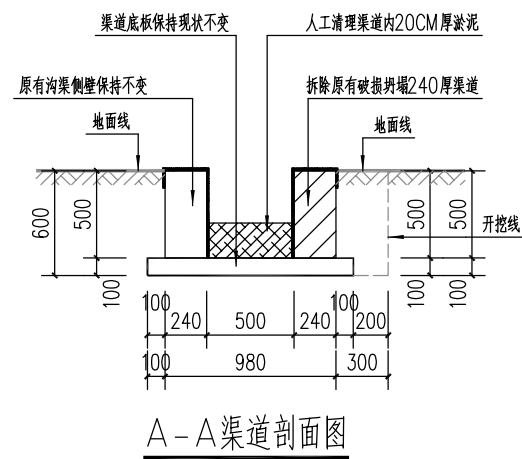 渠道底板保持现状不变
人工清理渠道内20CM厚淤泥
原有沟渠侧壁保持不变
拆除原有破损坍塌240厚渠道
地面线
地面线
600
500
500
500
开挖线
100
100
100
100
100
240
500
240
200
100
980
300
A-A渠道剖面图